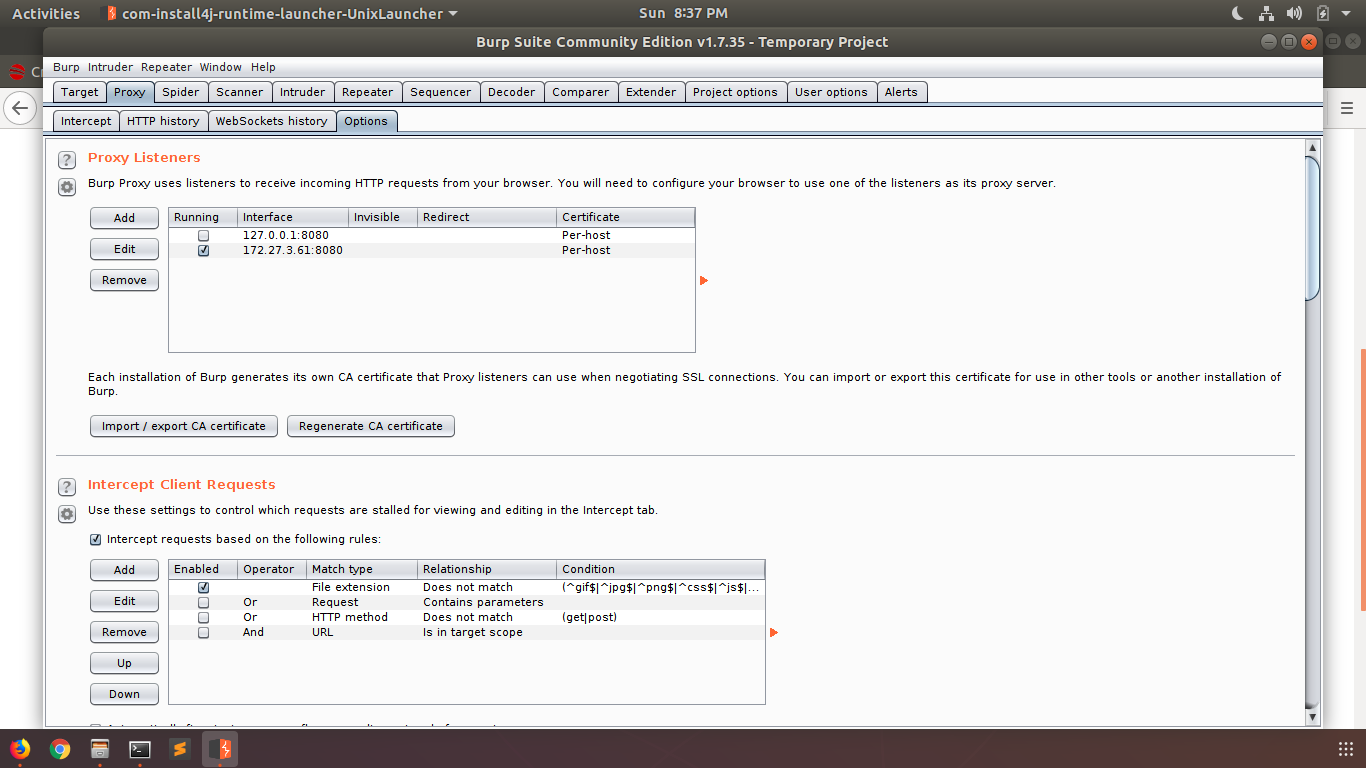 Activities com-install4j-runtime-launcher-UnixLauncher Sun 8:37 PM
Burp Suite Community Edition v1.7.35 - Temporary Project
Burp Intruder Repeater Window Help
Target Proxy Spider Scanner Intruder Repeater Sequencer Decoder Comparer Extender Project options User options Alerts
Intercept HTTP history WebSockets history Options
? Proxy Listeners
Burp Proxy uses listeners to receive incoming HTTP requests from your browser. You will need to configure your browser to use one of the listeners as its proxy server.
Add Running Interface Invisible Redirect Certificate
127.0.0.1:8080 Per-host
Edit 172.27.3.61:8080 Per-host
Remove
Each installation of Burp generates its own CA certificate that Proxy listeners can use when negotiating SSL connections. You can import or export this certificate for use in other tools or another installation of
Burp.
Import / export CA certificate Regenerate CA certificate
? Intercept Client Requests
Use these settings to control which requests are stalled for viewing and editing in the Intercept tab.
Intercept requests based on the following rules:
Add Enabled Operator Match type Relationship Condition
File extension Does not match (^gif$|^jpg$|^png$|^css$|^js$|...
Edit Or Request Contains parameters
Or HTTP method Does not match (get|post)
Remove And URL Is in target scope
Up
Down